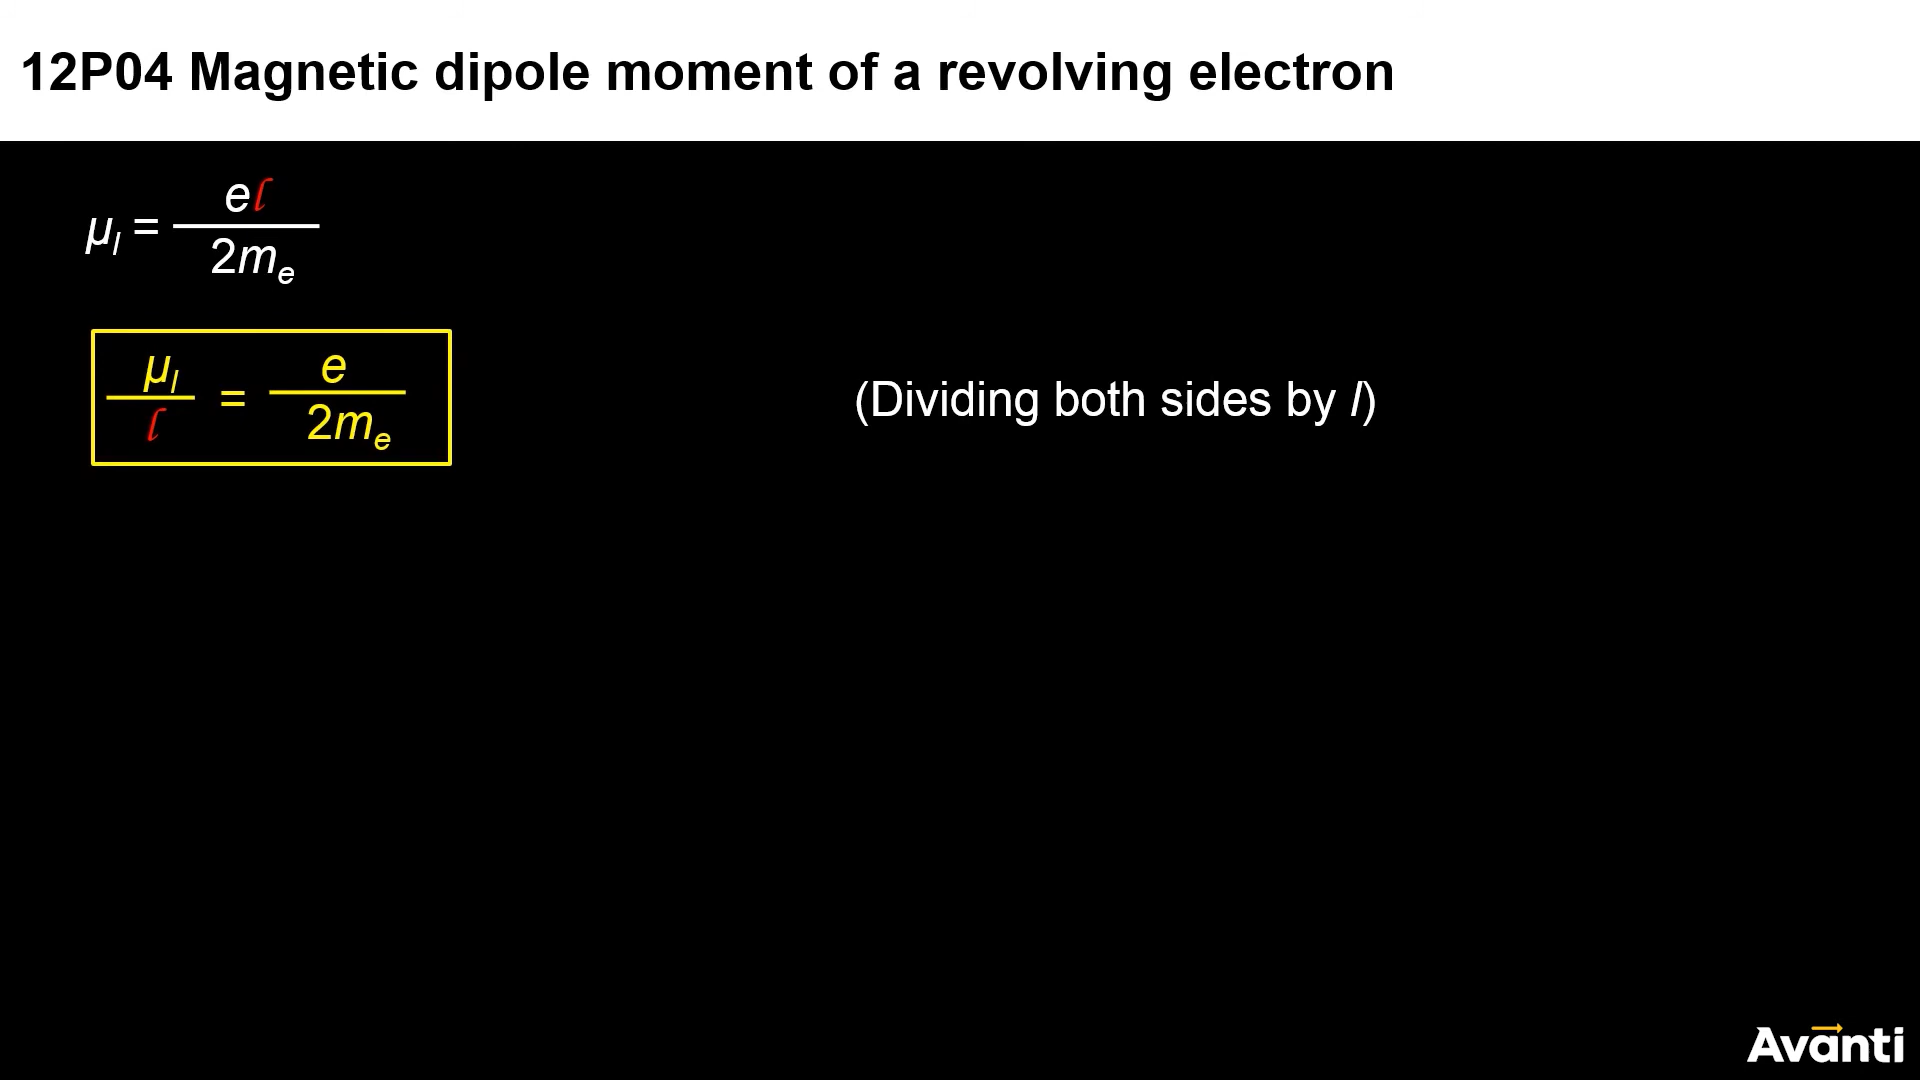 12P04 Magnetic dipole moment of a revolving electron
μₗ = el / 2mₑ
μₗ / l = e / 2mₑ
(Dividing both sides by l)
Avanti